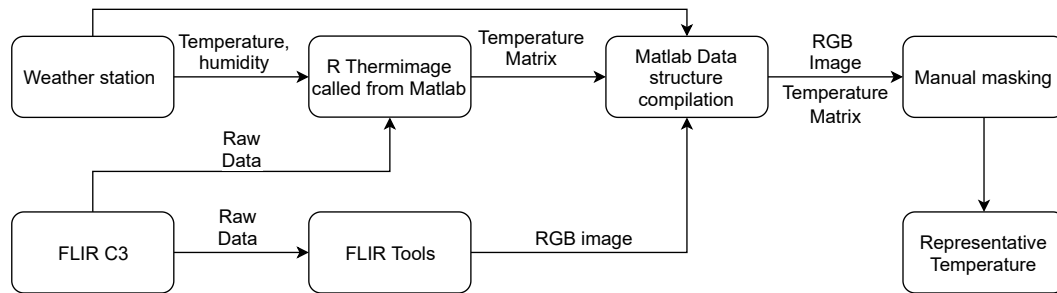 Weather station
Temperature,
humidity
R Thermimage
called from Matlab
Temperature
Matrix
Matlab Data
structure
compilation
RGB
Image
Temperature
Matrix
Manual masking
Raw
Data
FLIR C3
Raw
Data
FLIR Tools
RGB image
Representative
Temperature